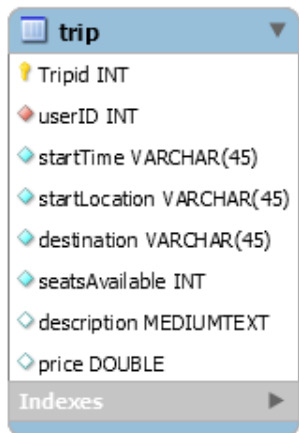 trip
Tripid INT
userID INT
startTime VARCHAR(45)
startLocation VARCHAR(45)
destination VARCHAR(45)
seatsAvailable INT
description MEDIUMTEXT
price DOUBLE
Indexes